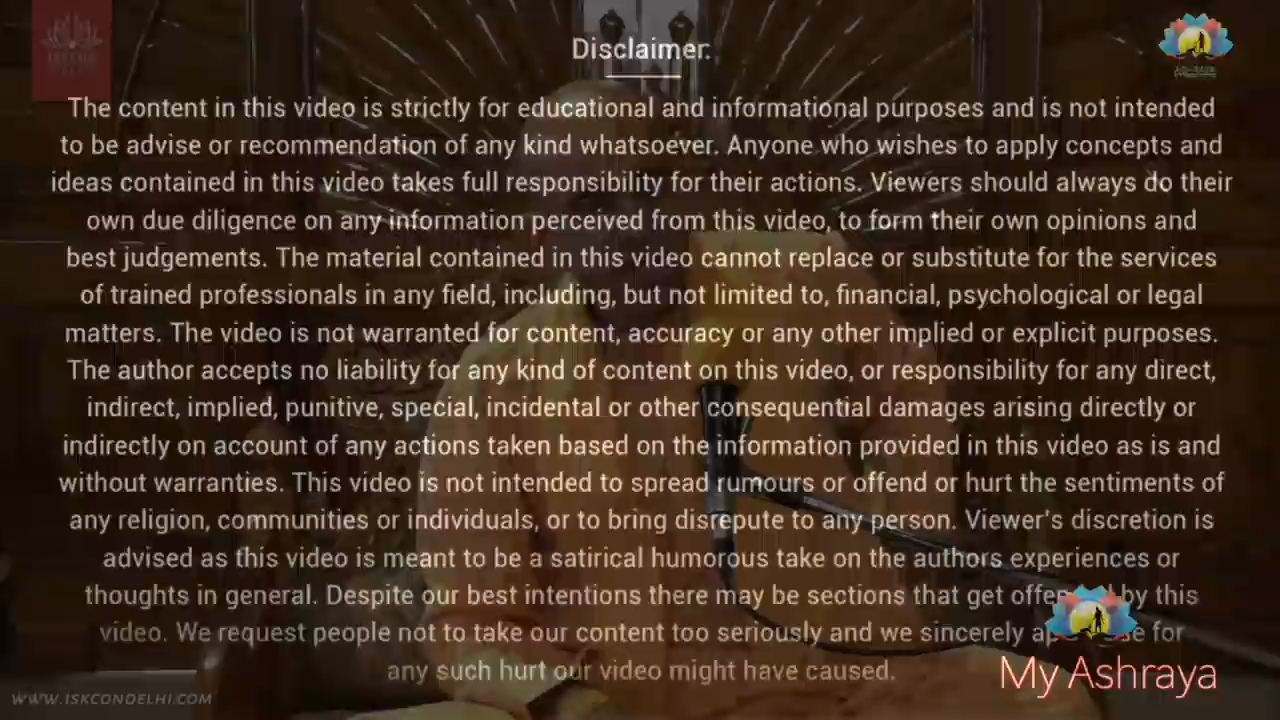 Disclaimer:
The content in this video is strictly for educational and informational purposes and is not intended
to be advise or recommendation of any kind whatsoever. Anyone who wishes to apply concepts and
ideas contained in this video takes full responsibility for their actions. Viewers should always do their
own due diligence on any information perceived from this video, to form their own opinions and
best judgements. The material contained in this video cannot replace or substitute for the services
of trained professionals in any field, including, but not limited to, financial, psychological or legal
matters. The video is not warranted for content, accuracy or any other implied or explicit purposes.
The author accepts no liability for any kind of content on this video, or responsibility for any direct,
indirect, implied, punitive, special, incidental or other consequential damages arising directly or
indirectly on account of any actions taken based on the information provided in this video as is and
without warranties. This video is not intended to spread rumours or offend or hurt the sentiments of
any religion, communities or individuals, or to bring disrepute to any person. Viewer's discretion is
advised as this video is meant to be a satirical humorous take on the authors experiences or
thoughts in general. Despite our best intentions there may be sections that get by this
video. We request people not to take our content too seriously and we sincerely for
any such hurt our video might have caused.
My Ashraya
WWW.ISKCONDELHI.COM